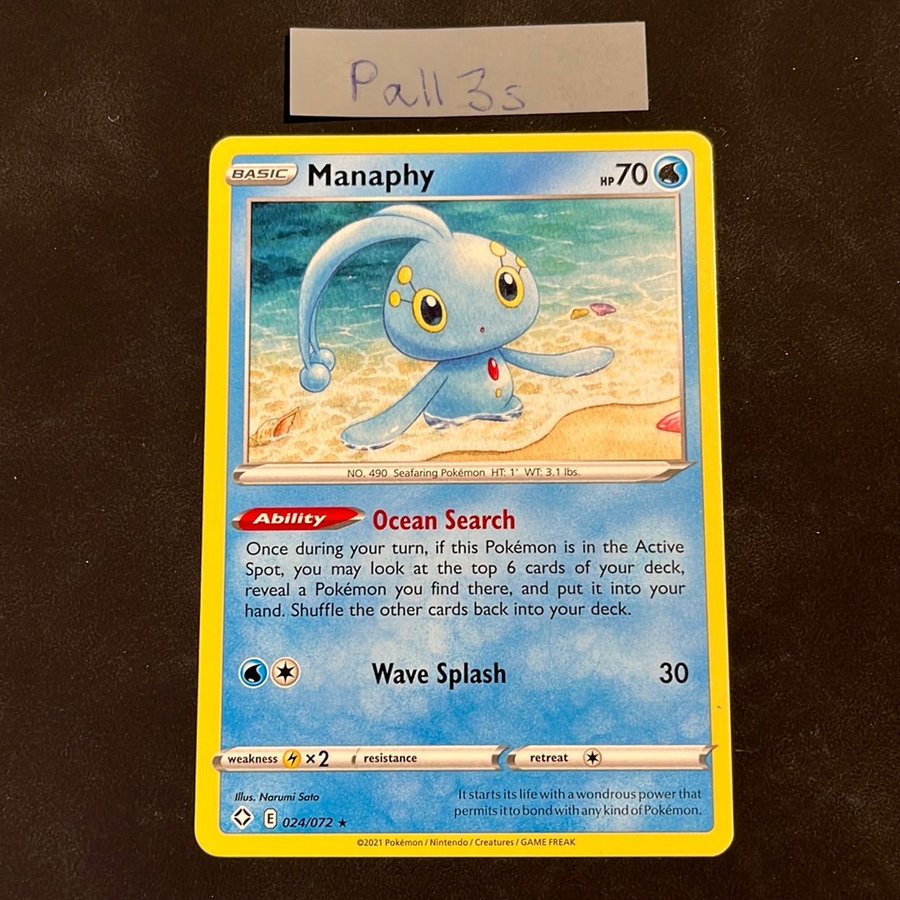 Pall3s
BASIC Manaphy HP 70
NO. 490 Seafaring Pokémon HT: 1' WT: 3.1 lbs.
Ability Ocean Search
Once during your turn, if this Pokémon is in the Active
Spot, you may look at the top 6 cards of your deck,
reveal a Pokémon you find there, and put it into your
hand. Shuffle the other cards back into your deck.
Wave Splash 30
weakness ×2 resistance retreat
Illus. Narumi Sato
It starts its life with a wondrous power that
permits it to bond with any kind of Pokémon.
E 024/072 ★
©2021 Pokémon / Nintendo / Creatures / GAME FREAK